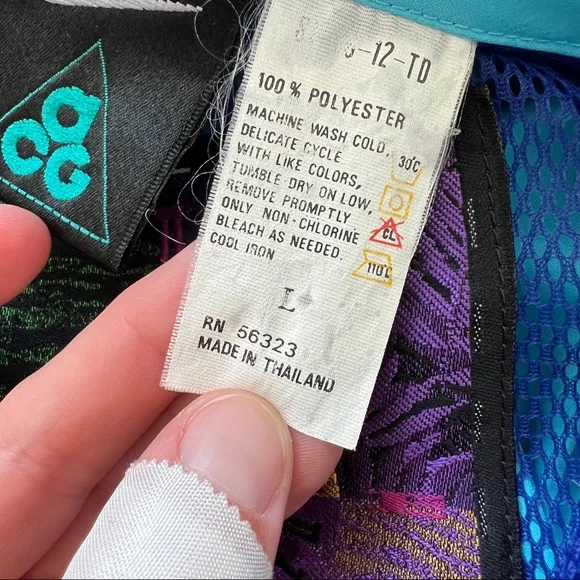 acG
-12-TD
100% POLYESTER
MACHINE WASH COLD, 30°C
DELICATE CYCLE
WITH LIKE COLORS,
TUMBLE DRY ON LOW,
REMOVE PROMPTLY
ONLY NON-CHLORINE CL
BLEACH AS NEEDED.
COOL IRON 110°C
L
RN 56323
MADE IN THAILAND